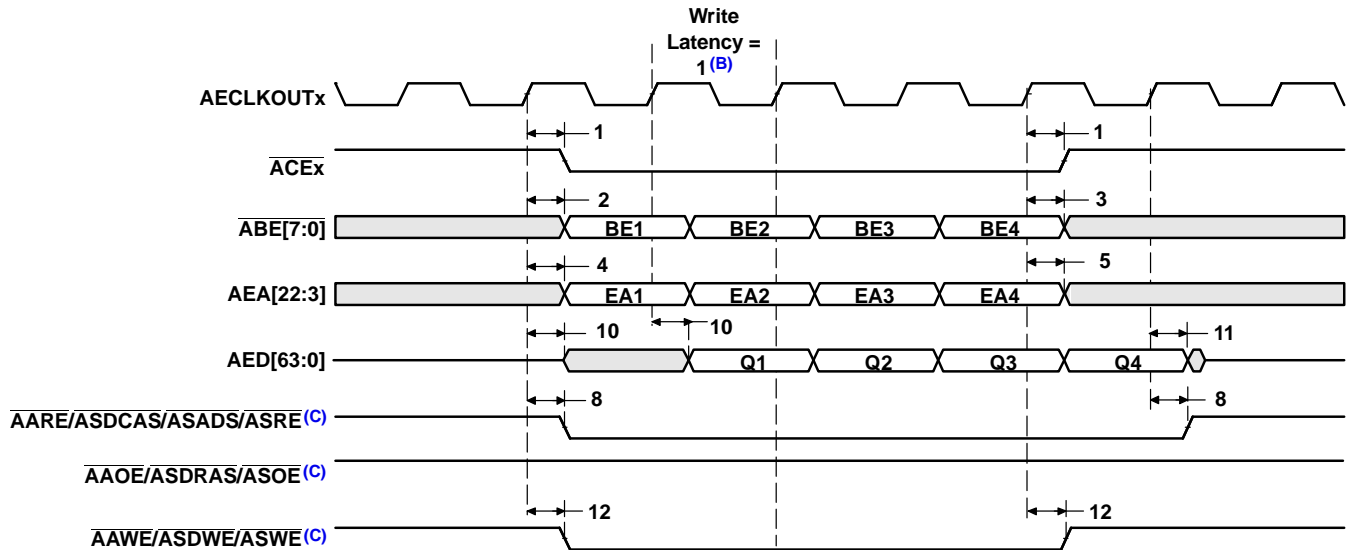 Write
Latency =
1(B)
AECLKOUTx
1 1
ACEx
2 3
ABE[7:0] BE1 BE2 BE3 BE4
4 5
AEA[22:3] EA1 EA2 EA3 EA4
10 10 11
AED[63:0] Q1 Q2 Q3 Q4
8 8
AARE/ASDCAS/ASADS/ASRE(C)
AAOE/ASDRAS/ASOE(C)
12 12
AAWE/ASDWE/ASWE(C)